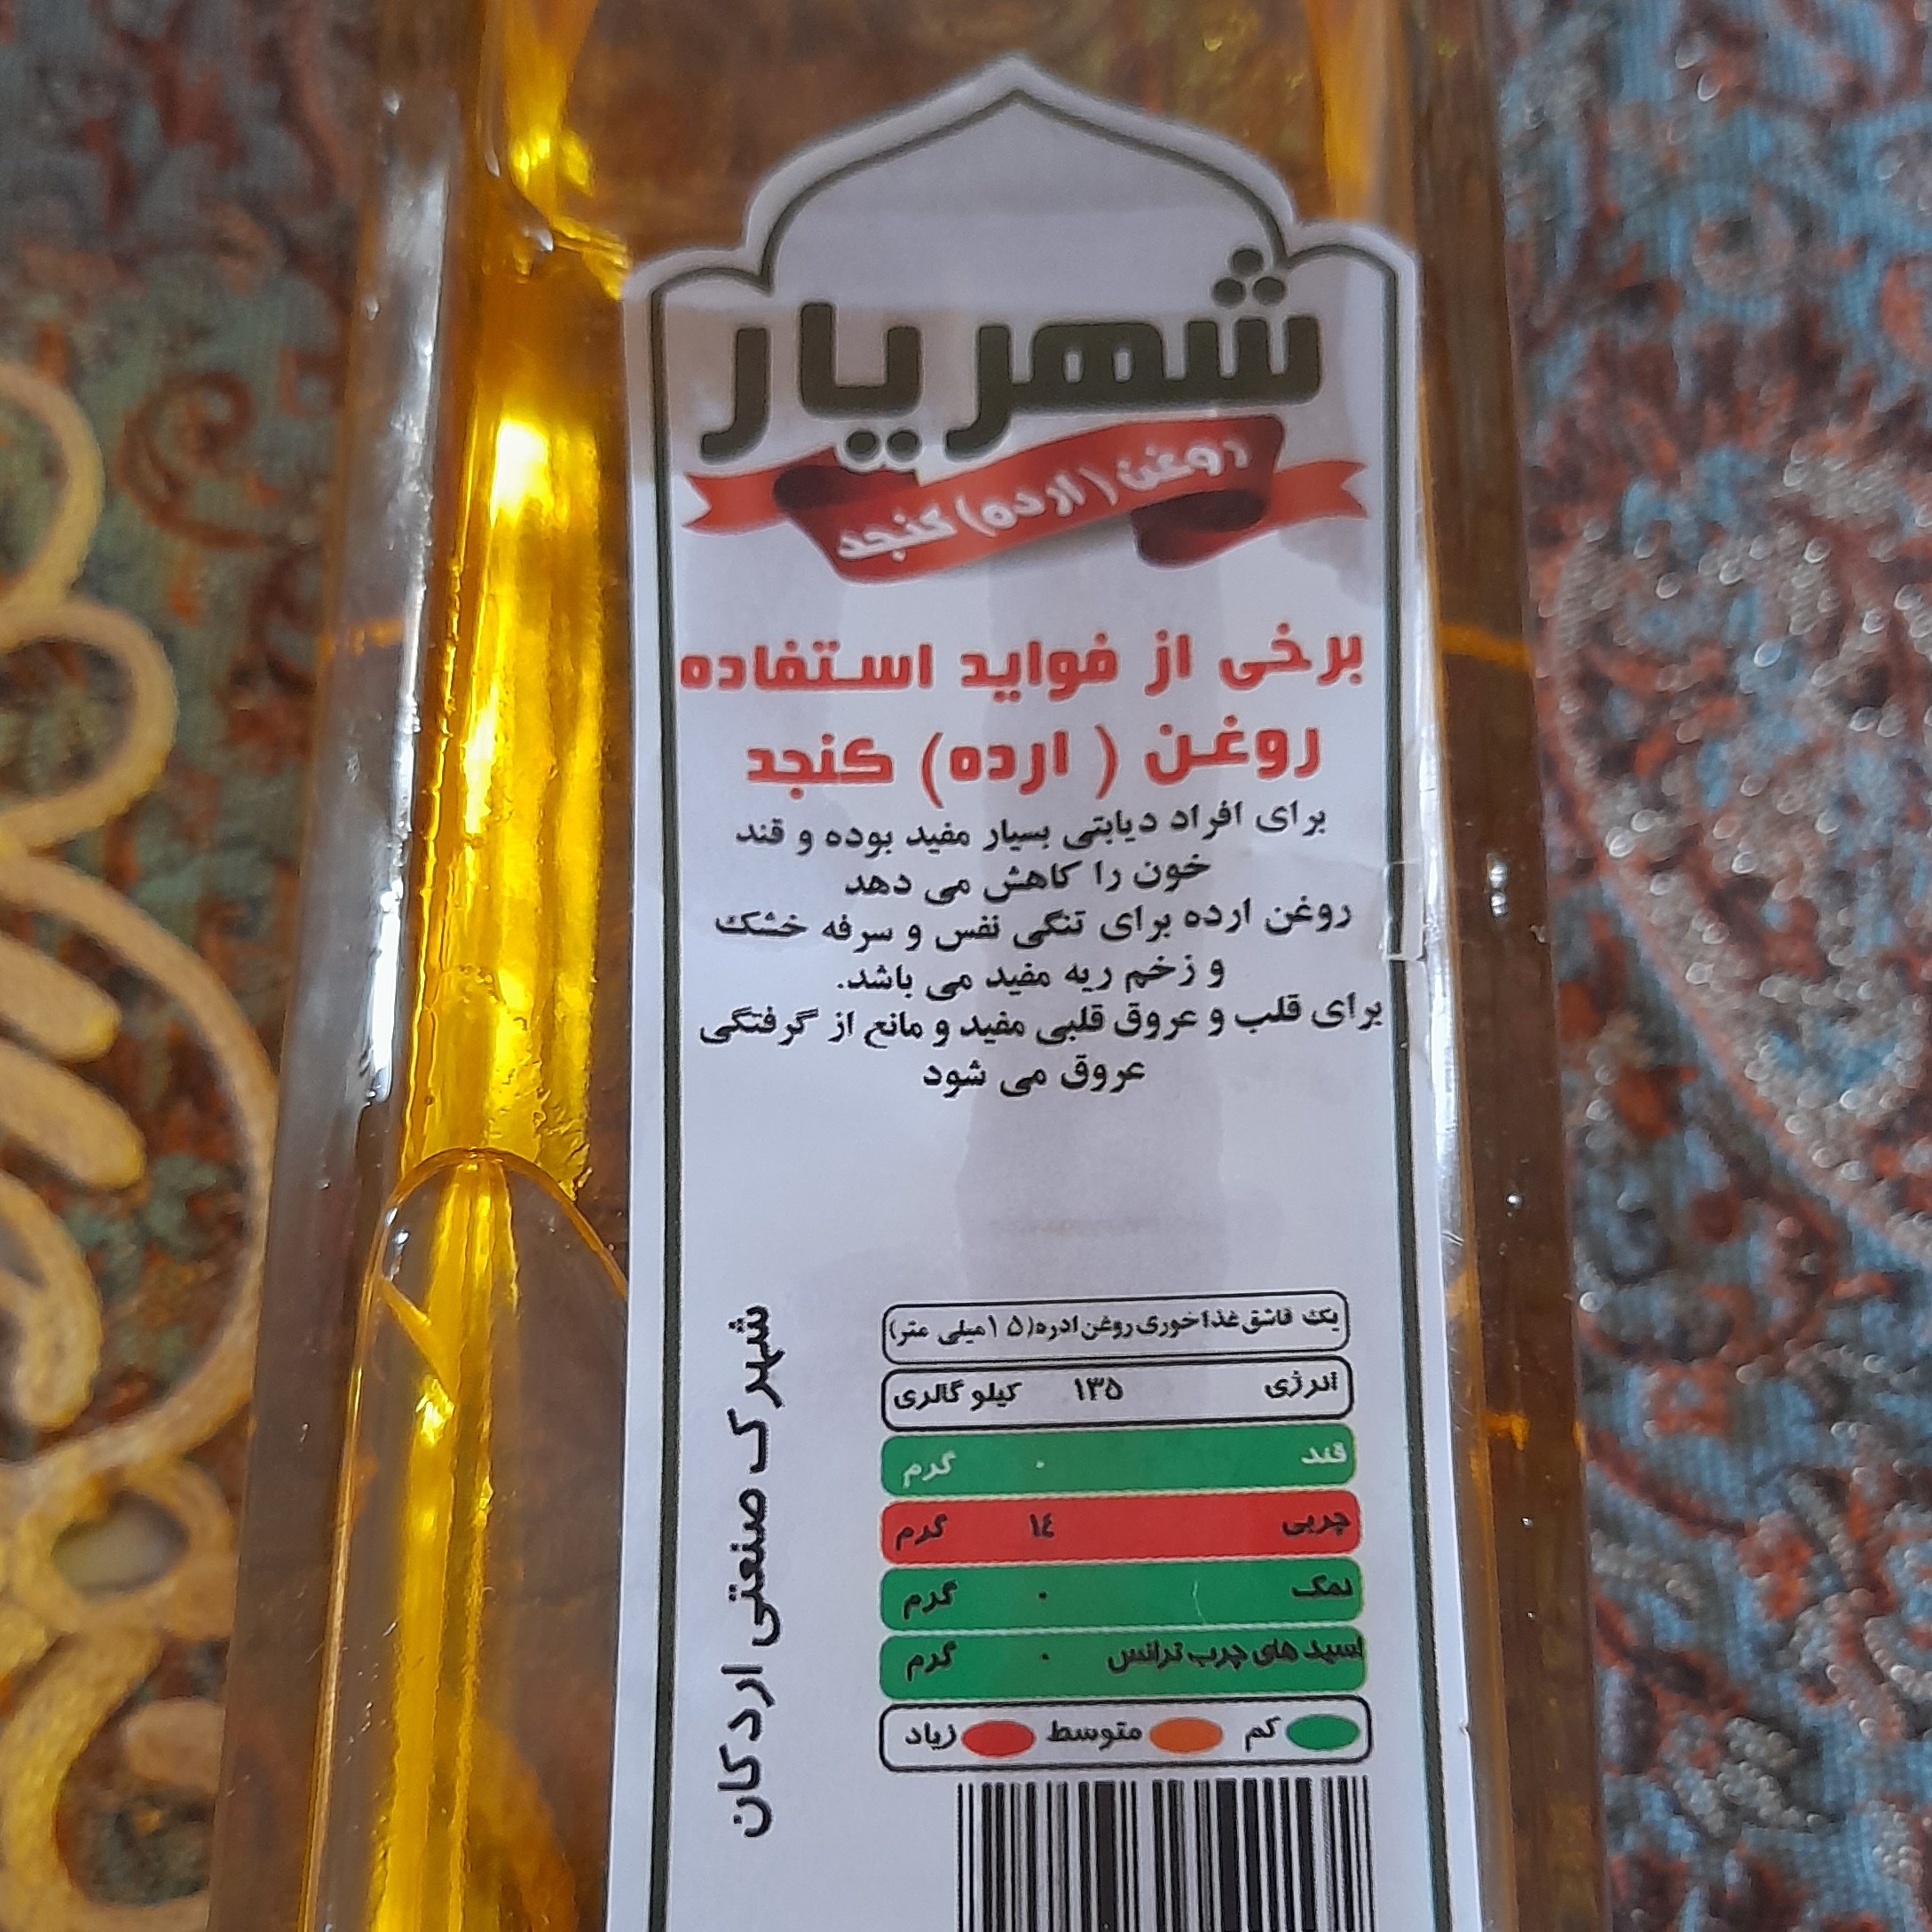 شهریار
روغن (ارده) کنجد
برخی از فواید استفاده
روغن (ارده) کنجد
برای افراد دیابتی بسیار مفید بوده و قند
خون را کاهش می دهد
روغن ارده برای تنگی نفس و سرفه خشک
و زخم ریه مفید می باشد.
برای قلب و عروق قلبی مفید و مانع از گرفتگی
عروق می شود
یک قاشق غذاخوری روغن ادره(۱۵میلی متر)
انرژی ۱۳۵ کیلو گالری
قند ۰ گرم
چربی ١٤ گرم
نمک ۰ گرم
اسید های چرب ترانس ۰ گرم
کم متوسط زیاد
شهرک صنعتی اردکان